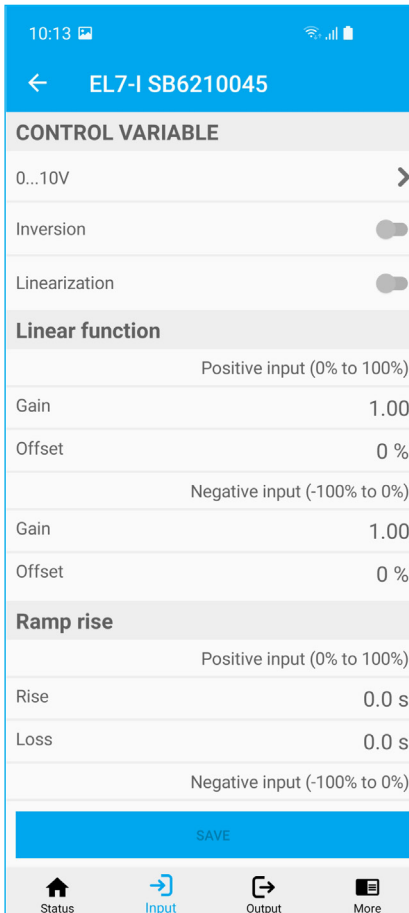 10:13
EL7-I SB6210045
CONTROL VARIABLE
0...10V
Inversion
Linearization
Linear function
Positive input (0% to 100%)
Gain 1.00
Offset 0 %
Negative input (-100% to 0%)
Gain 1.00
Offset 0 %
Ramp rise
Positive input (0% to 100%)
Rise 0.0 s
Loss 0.0 s
Negative input (-100% to 0%)
SAVE
Status Input Output More